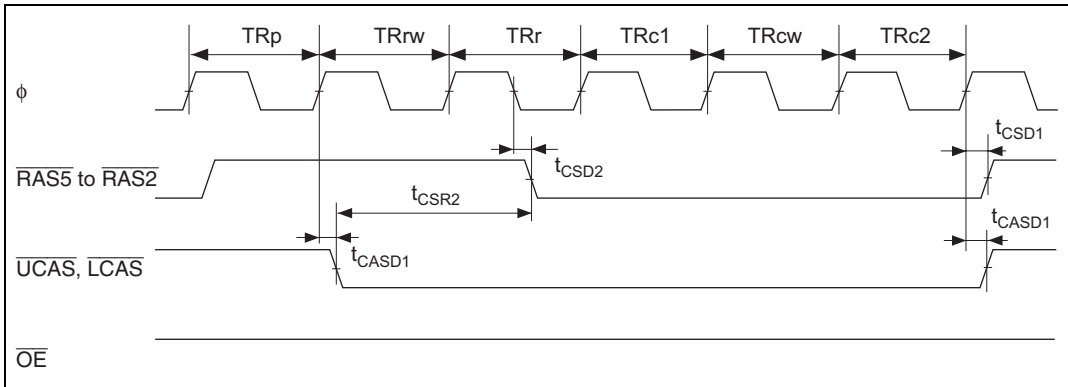 TRp TRrw TRr TRc1 TRcw TRc2
ϕ
tCSD1
tCSD2
RAS5 to RAS2
tCSR2
tCASD1
tCASD1
UCAS, LCAS
OE